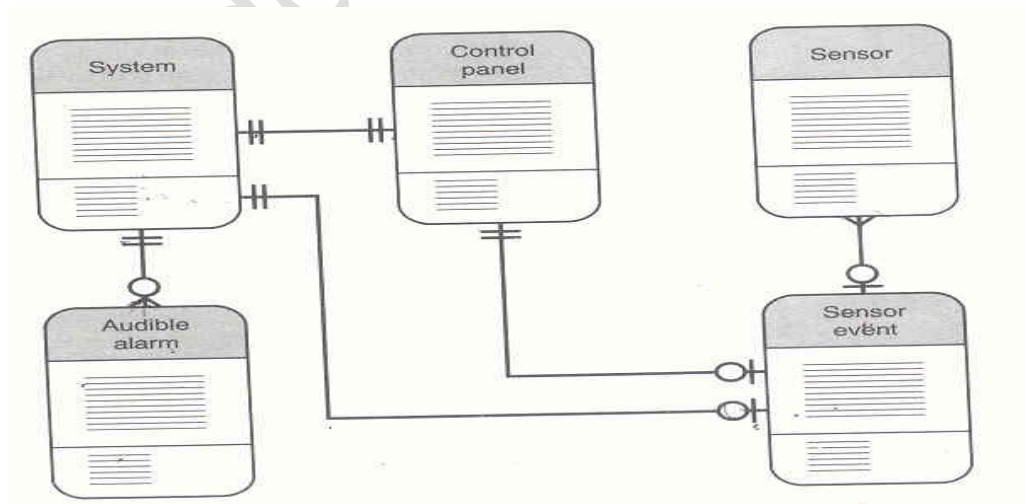 System
Control
panel
Sensor
Audible
alarm
Sensor
event